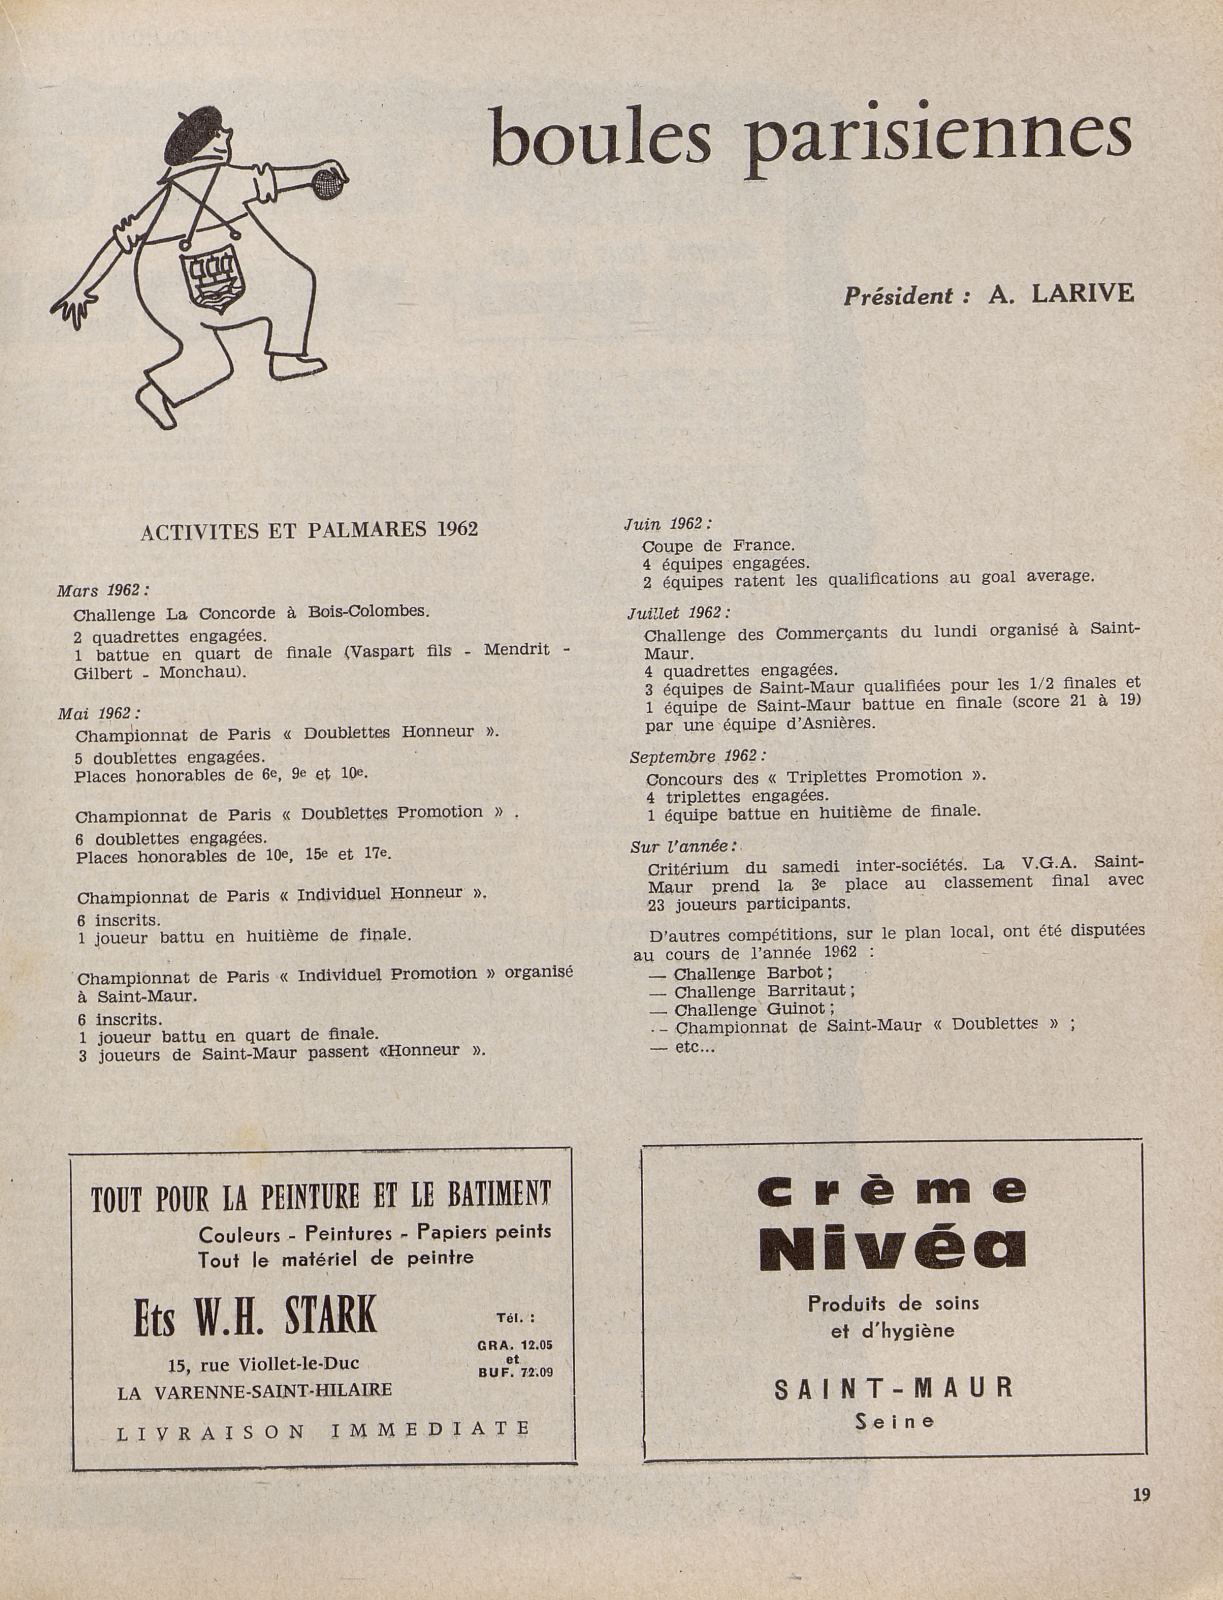 boules parisiennes
Président : A. LARIVE
ACTIVITES ET PALMARES 1962
Mars 1962 :
Challenge La Concorde à Bois-Colombes.
2 quadrettes engagées.
1 battue en quart de finale (Vaspart fils - Mendrit -
Gilbert - Monchau).
Mai 1962 :
Championnat de Paris « Doublettes Honneur ».
5 doublettes engagées.
Places honorables de 6e, 9e et 10e.
Championnat de Paris « Doublettes Promotion » .
6 doublettes engagées.
Places honorables de 10e, 15e et 17e.
Championnat de Paris « Individuel Honneur ».
6 inscrits.
1 joueur battu en huitième de finale.
Championnat de Paris « Individuel Promotion » organisé
à Saint-Maur.
6 inscrits.
1 joueur battu en quart de finale.
3 joueurs de Saint-Maur passent «Honneur ».
Juin 1962 :
Coupe de France.
4 équipes engagées.
2 équipes ratent les qualifications au goal average.
Juillet 1962 :
Challenge des Commerçants du lundi organisé à Saint-
Maur.
4 quadrettes engagées.
3 équipes de Saint-Maur qualifiées pour les 1/2 finales et
1 équipe de Saint-Maur battue en finale (score 21 à 19)
par une équipe d'Asnières.
Septembre 1962 :
Concours des « Triplettes Promotion ».
4 triplettes engagées.
1 équipe battue en huitième de finale.
Sur l'année :
Critérium du samedi inter-sociétés. La V.G.A. Saint-
Maur prend la 3e place au classement final avec
23 joueurs participants.
D'autres compétitions, sur le plan local, ont été disputées
au cours de l'année 1962 :
— Challenge Barbot ;
— Challenge Barritaut ;
— Challenge Guinot ;
— Championnat de Saint-Maur « Doublettes » ;
— etc...
TOUT POUR LA PEINTURE ET LE BATIMENT
Couleurs - Peintures - Papiers peints
Tout le matériel de peintre
Ets W.H. STARK
15, rue Viollet-le-Duc
LA VARENNE-SAINT-HILAIRE
Tél. :
GRA. 12.05
et
BUF. 72.09
LIVRAISON IMMEDIATE
crème
Nivéa
Produits de soins
et d'hygiène
SAINT-MAUR
Seine
19